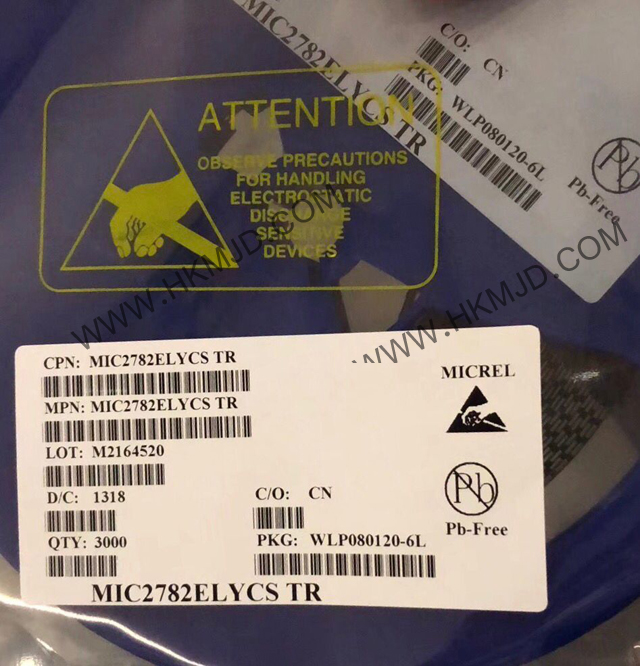 MIC2782ELYCS TR
C/O: CN
PKG: WLP080120-6L
Pb
Pb-Free
ATTENTION
OBSERVE PRECAUTIONS
FOR HANDLING
ELECTROSTATIC
DISCHARGE
SENSITIVE
DEVICES
WWW.HKMJD.COM
WWW.HKMJD.COM
CPN: MIC2782ELYCS TR
MPN: MIC2782ELYCS TR
LOT: M2164520
D/C: 1318
QTY: 3000
C/O: CN
PKG: WLP080120-6L
MICREL
Pb
Pb-Free
MIC2782ELYCS TR